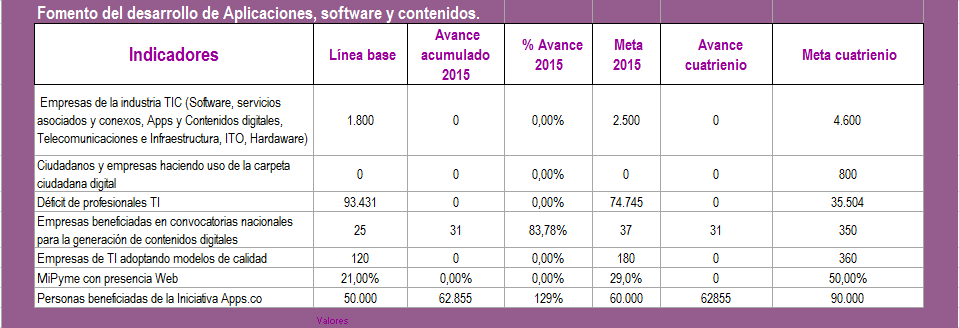 Fomento del desarrollo de Aplicaciones, software y contenidos.
Indicadores Línea base Avance acumulado 2015 % Avance 2015 Meta 2015 Avance cuatrienio Meta cuatrienio
Empresas de la industria TIC (Software, servicios
asociados y conexos, Apps y Contenidos digitales,
Telecomunicaciones e Infraestructura, ITO, Hardaware)
1.800 0 0,00% 2.500 0 4.600
Ciudadanos y empresas haciendo uso de la carpeta
ciudadana digital
0 0 0,00% 0 0 800
Déficit de profesionales TI 93.431 0 0,00% 74.745 0 35.504
Empresas beneficiadas en convocatorias nacionales
para la generación de contenidos digitales
25 31 83,78% 37 31 350
Empresas de TI adoptando modelos de calidad 120 0 0,00% 180 0 360
MiPyme con presencia Web 21,00% 0,00% 0,00% 29,0% 0 50,00%
Personas beneficiadas de la Iniciativa Apps.co 50.000 62.855 129% 60.000 62855 90.000
Valores